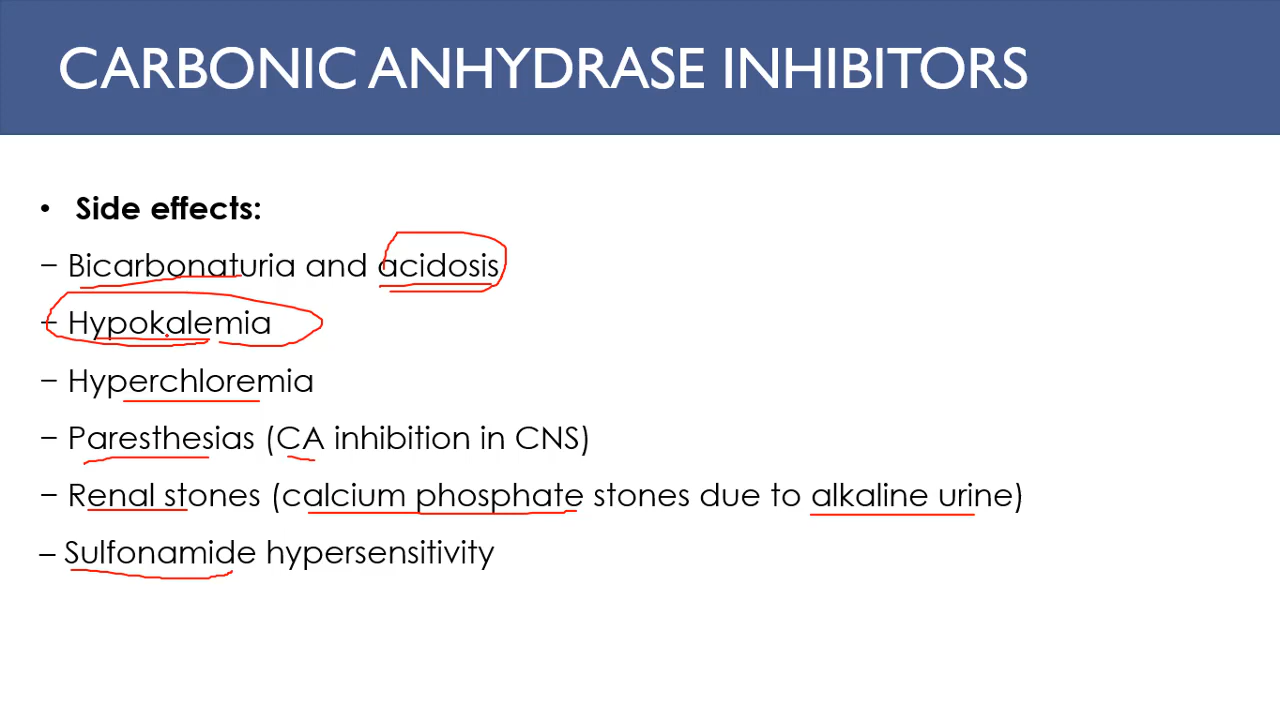 CARBONIC ANHYDRASE INHIBITORS
• Side effects:
− Bicarbonaturia and acidosis
− Hypokalemia
− Hyperchloremia
− Paresthesias (CA inhibition in CNS)
− Renal stones (calcium phosphate stones due to alkaline urine)
– Sulfonamide hypersensitivity